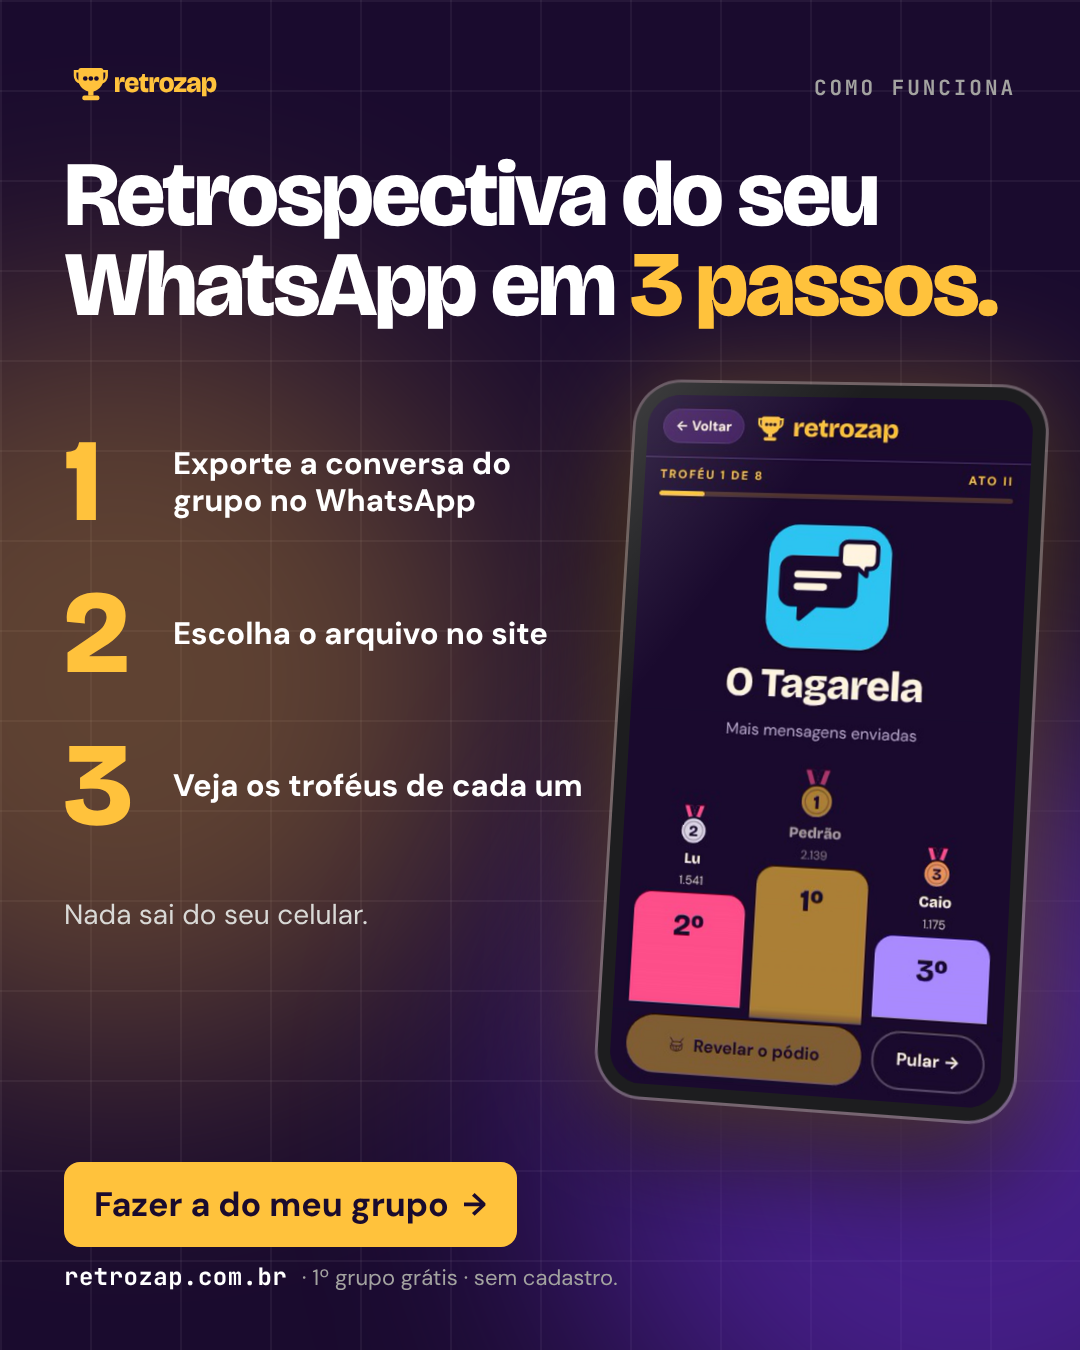 retrozap
COMO FUNCIONA
Retrospectiva do seu
WhatsApp em 3 passos.
1
Exporte a conversa do
grupo no WhatsApp
2
Escolha o arquivo no site
3
Veja os troféus de cada um
Nada sai do seu celular.
← Voltar
retrozap
TROFÉU 1 DE 8
ATO II
O Tagarela
Mais mensagens enviadas
1
Pedrão
2.139
2
Lu
1.541
3
Caio
1.175
1º
2º
3º
Revelar o pódio
Pular →
Fazer a do meu grupo →
retrozap.com.br · 1º grupo grátis · sem cadastro.